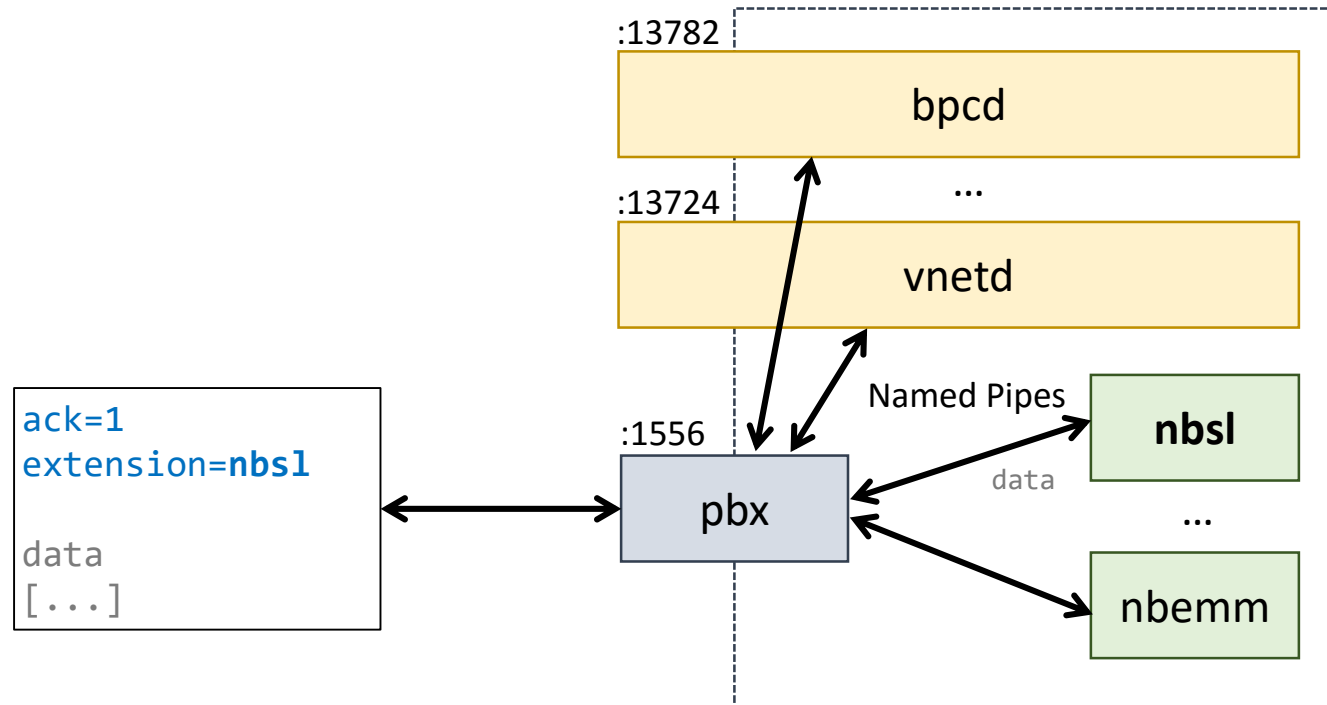 :13782
bpcd
...
:13724
vnetd
Named Pipes
ack=1
extension=nbsl
data
[...]
:1556
pbx
data
nbsl
...
nbemm